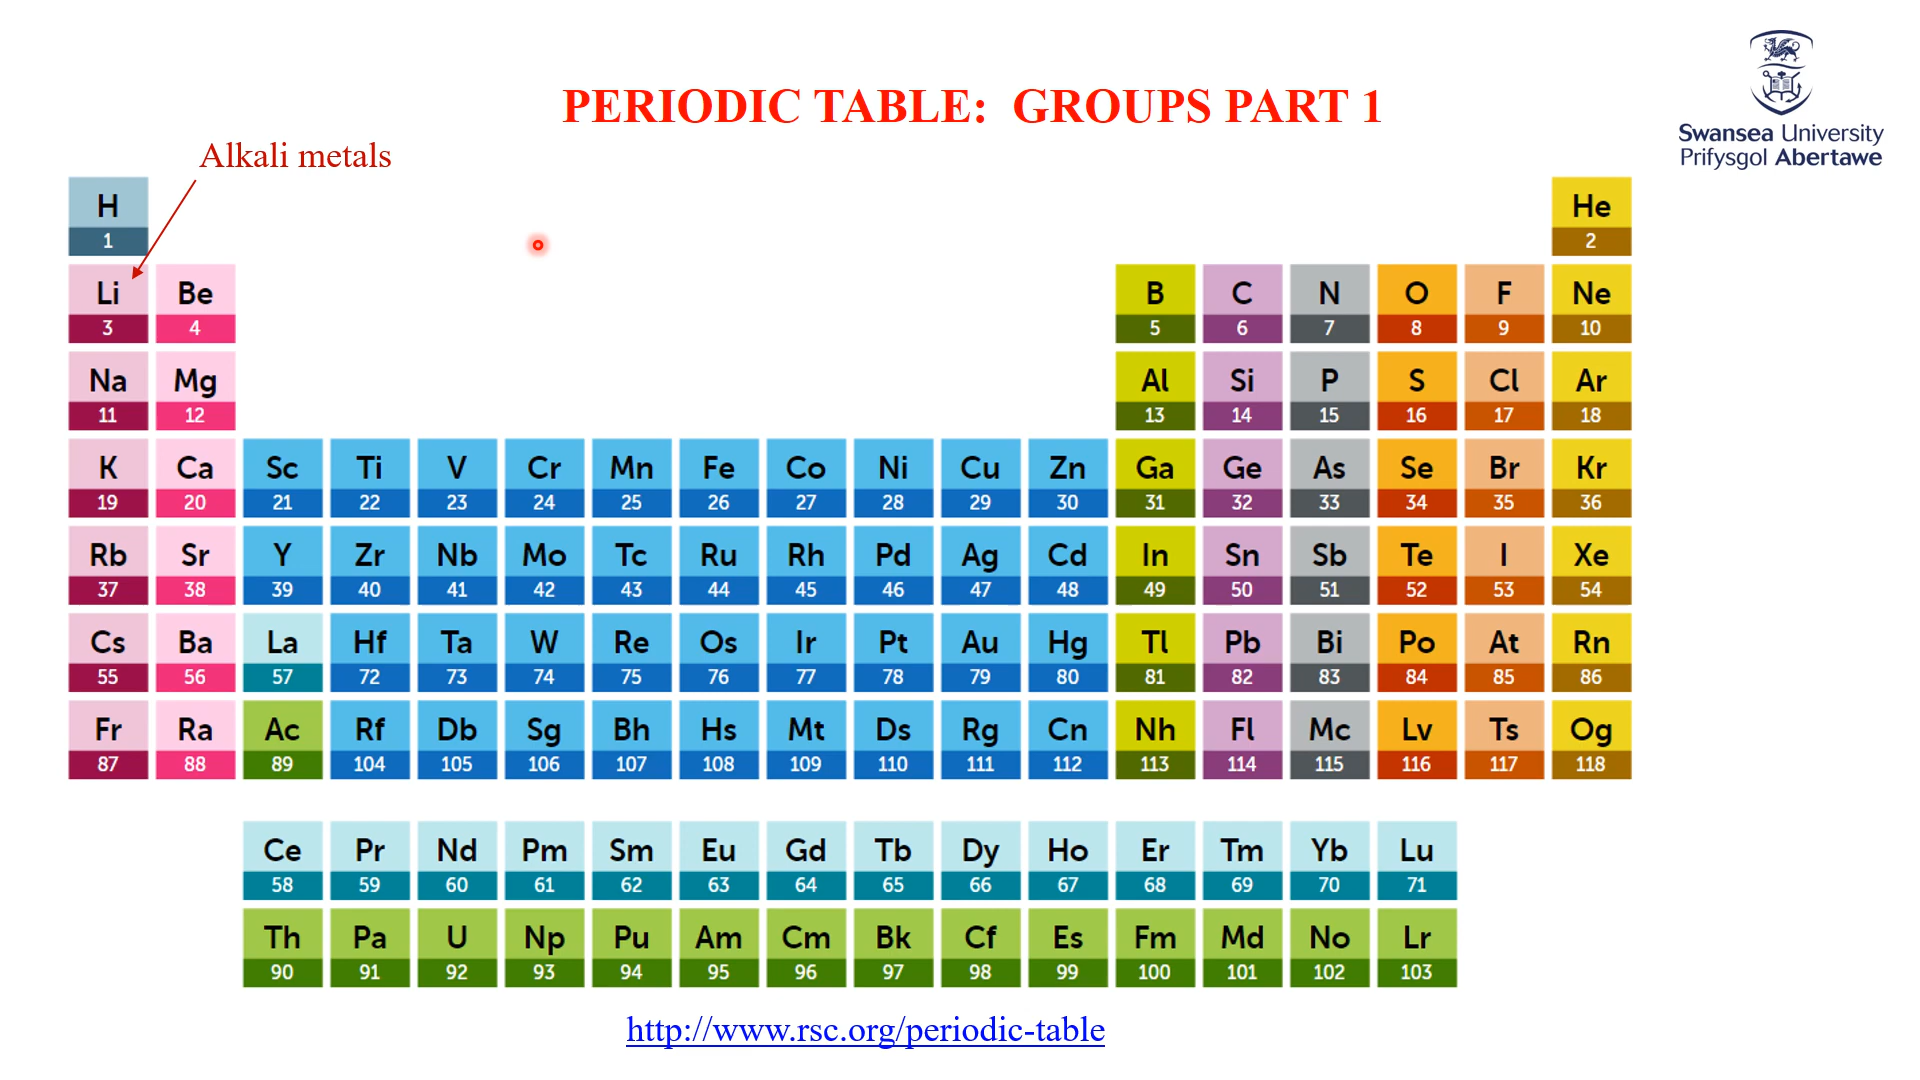 PERIODIC TABLE: GROUPS PART 1
Swansea University
Prifysgol Abertawe
Alkali metals
H He
1 2
Li Be B C N O F Ne
3 4 5 6 7 8 9 10
Na Mg Al Si P S Cl Ar
11 12 13 14 15 16 17 18
K Ca Sc Ti V Cr Mn Fe Co Ni Cu Zn Ga Ge As Se Br Kr
19 20 21 22 23 24 25 26 27 28 29 30 31 32 33 34 35 36
Rb Sr Y Zr Nb Mo Tc Ru Rh Pd Ag Cd In Sn Sb Te I Xe
37 38 39 40 41 42 43 44 45 46 47 48 49 50 51 52 53 54
Cs Ba La Hf Ta W Re Os Ir Pt Au Hg Tl Pb Bi Po At Rn
55 56 57 72 73 74 75 76 77 78 79 80 81 82 83 84 85 86
Fr Ra Ac Rf Db Sg Bh Hs Mt Ds Rg Cn Nh Fl Mc Lv Ts Og
87 88 89 104 105 106 107 108 109 110 111 112 113 114 115 116 117 118
Ce Pr Nd Pm Sm Eu Gd Tb Dy Ho Er Tm Yb Lu
58 59 60 61 62 63 64 65 66 67 68 69 70 71
Th Pa U Np Pu Am Cm Bk Cf Es Fm Md No Lr
90 91 92 93 94 95 96 97 98 99 100 101 102 103
http://www.rsc.org/periodic-table